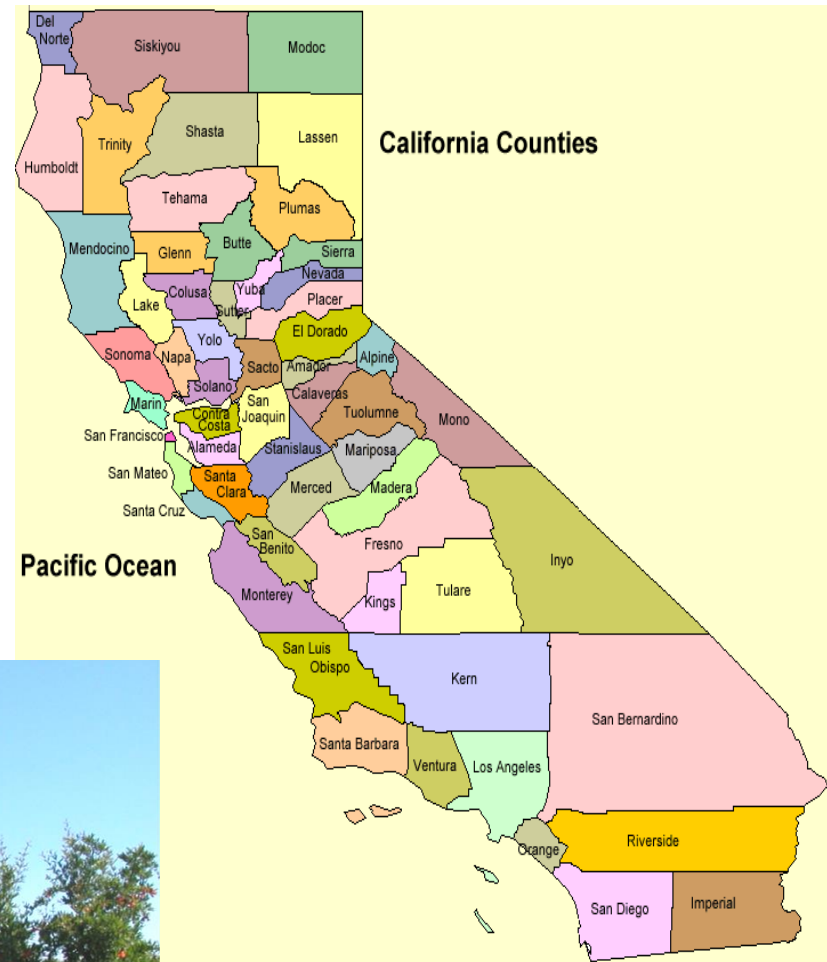 Del
Norte
Siskiyou
Modoc
Shasta
Lassen
California Counties
Trinity
Humboldt
Tehama
Plumas
Mendocino
Butte
Glenn
Sierra
Nevada
Colusa
Yuba
Lake
Placer
Sutter
El Dorado
Yolo
Sonoma
Napa
Sacto
Amador
Alpine
Solano
Calaveras
Marin
San
Joaquin
Contra
Costa
Tuolumne
Mono
San Francisco
Alameda
Stanislaus
Mariposa
San Mateo
Santa
Clara
Merced
Madera
Santa Cruz
San
Benito
Fresno
Inyo
Pacific Ocean
Monterey
Kings
Tulare
San Luis
Obispo
Kern
San Bernardino
Santa Barbara
Ventura
Los Angeles
Orange
Riverside
San Diego
Imperial